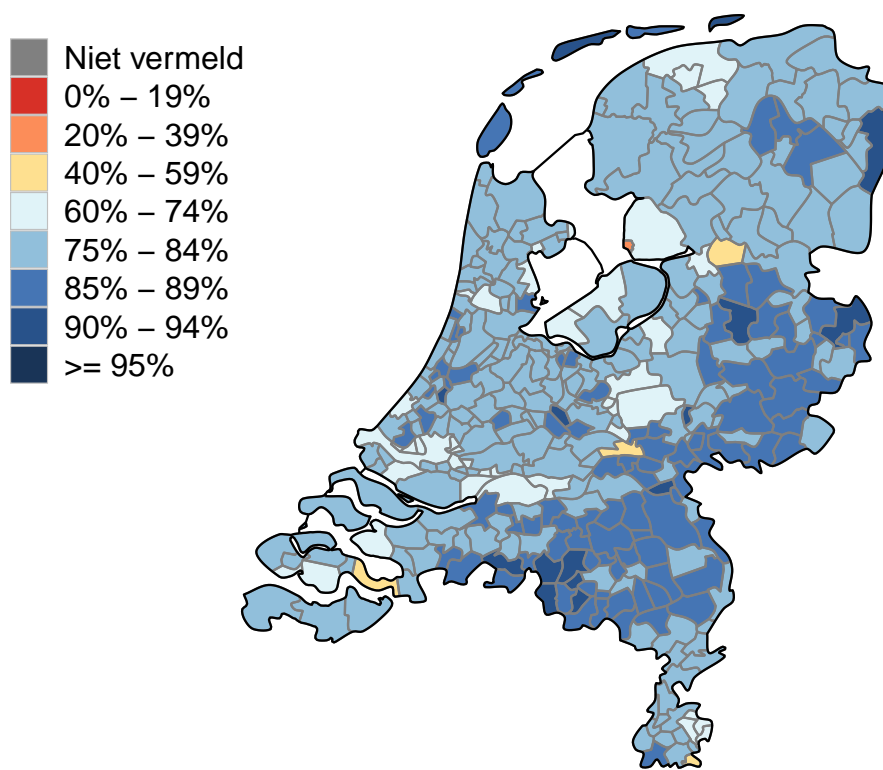 Niet vermeld
0% – 19%
20% – 39%
40% – 59%
60% – 74%
75% – 84%
85% – 89%
90% – 94%
>= 95%